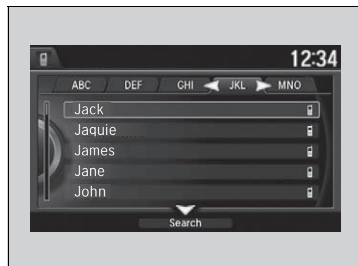 12:34
ABC DEF GHI JKL MNO
Jack
Jaquie
James
Jane
John
Search